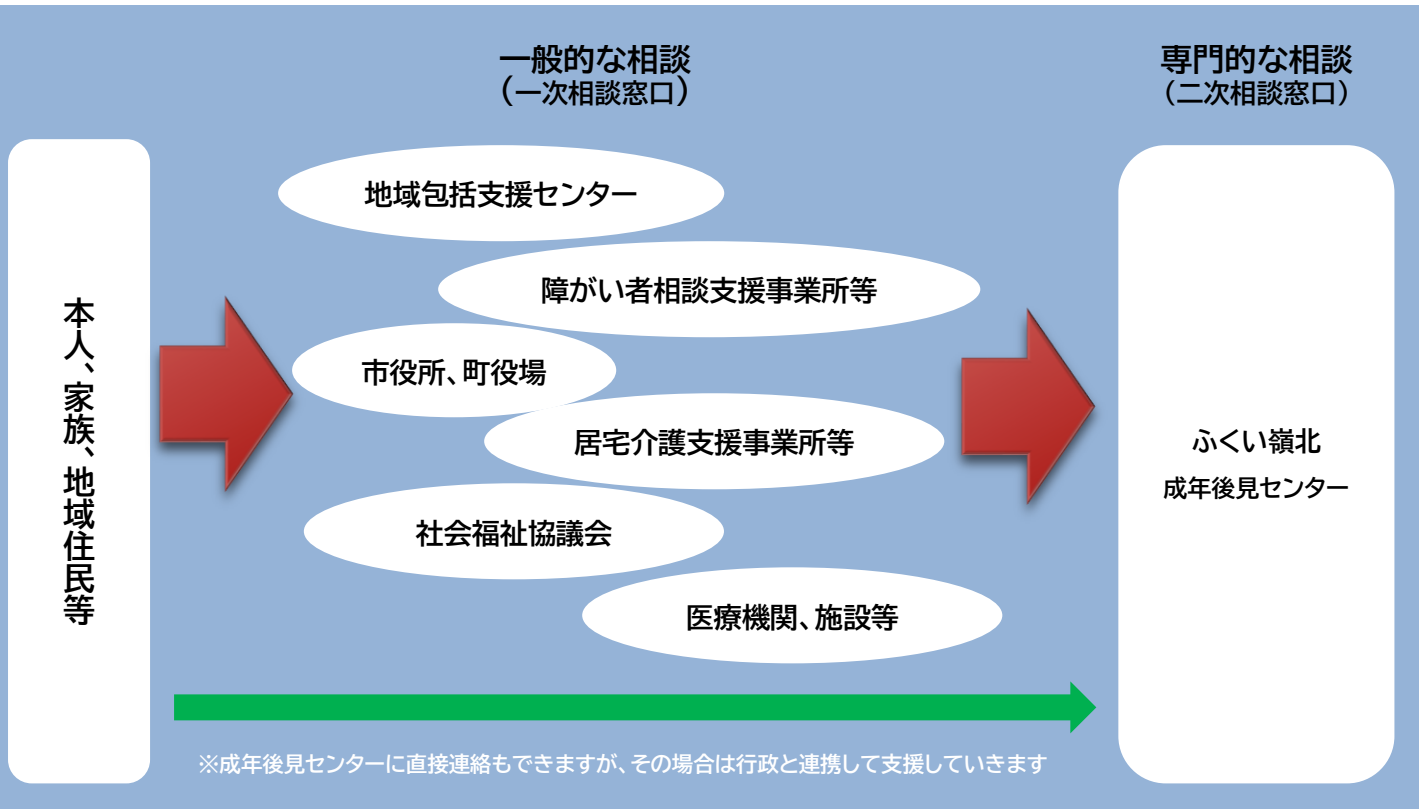 一般的な相談
（一次相談窓口）
専門的な相談
（二次相談窓口）
本人、家族、地域住民等
地域包括支援センター
障がい者相談支援事業所等
市役所、町役場
居宅介護支援事業所等
社会福祉協議会
医療機関、施設等
ふくい嶺北
成年後見センター
※成年後見センターに直接連絡もできますが、その場合は行政と連携して支援していきます